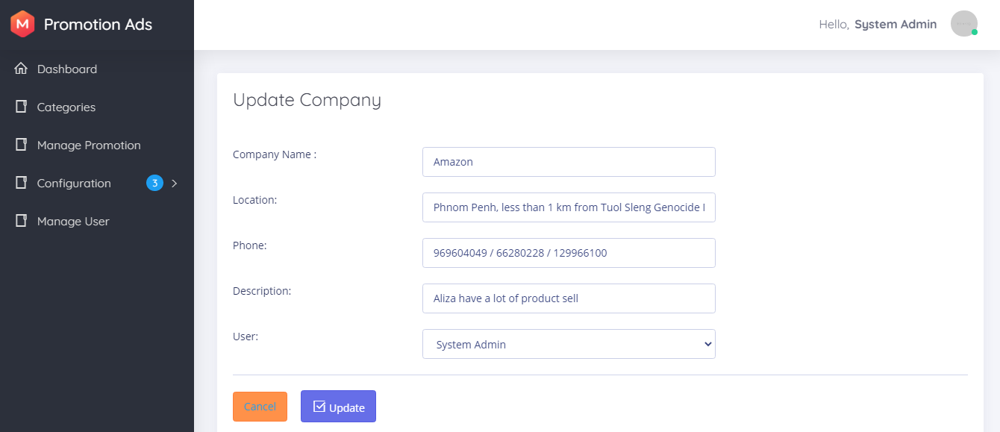 M Promotion Ads
Hello, System Admin
Dashboard
Categories
Manage Promotion
Configuration 3
Manage User
Update Company
Company Name : Amazon
Location: Phnom Penh, less than 1 km from Tuol Sleng Genocide
Phone: 969604049 / 66280228 / 129966100
Description: Aliza have a lot of product sell
User: System Admin
Cancel Update